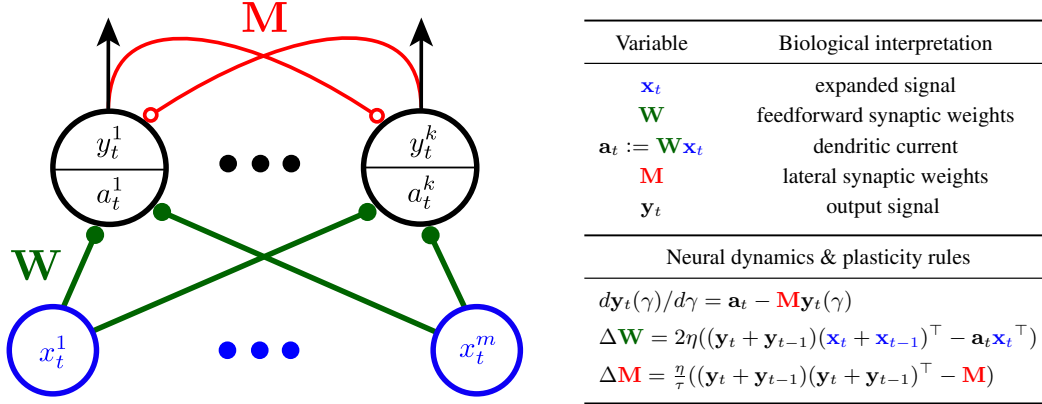 M
y_t^1
a_t^1
y_t^k
a_t^k
W
x_t^1
x_t^m
Variable Biological interpretation
x_t expanded signal
W feedforward synaptic weights
a_t := Wx_t dendritic current
M lateral synaptic weights
y_t output signal
Neural dynamics & plasticity rules
dy_t(γ)/dγ = a_t − My_t(γ)
ΔW = 2η((y_t + y_{t−1})(x_t + x_{t−1})^⊤ − a_t x_t^⊤)
ΔM = η/τ((y_t + y_{t−1})(y_t + y_{t−1})^⊤ − M)